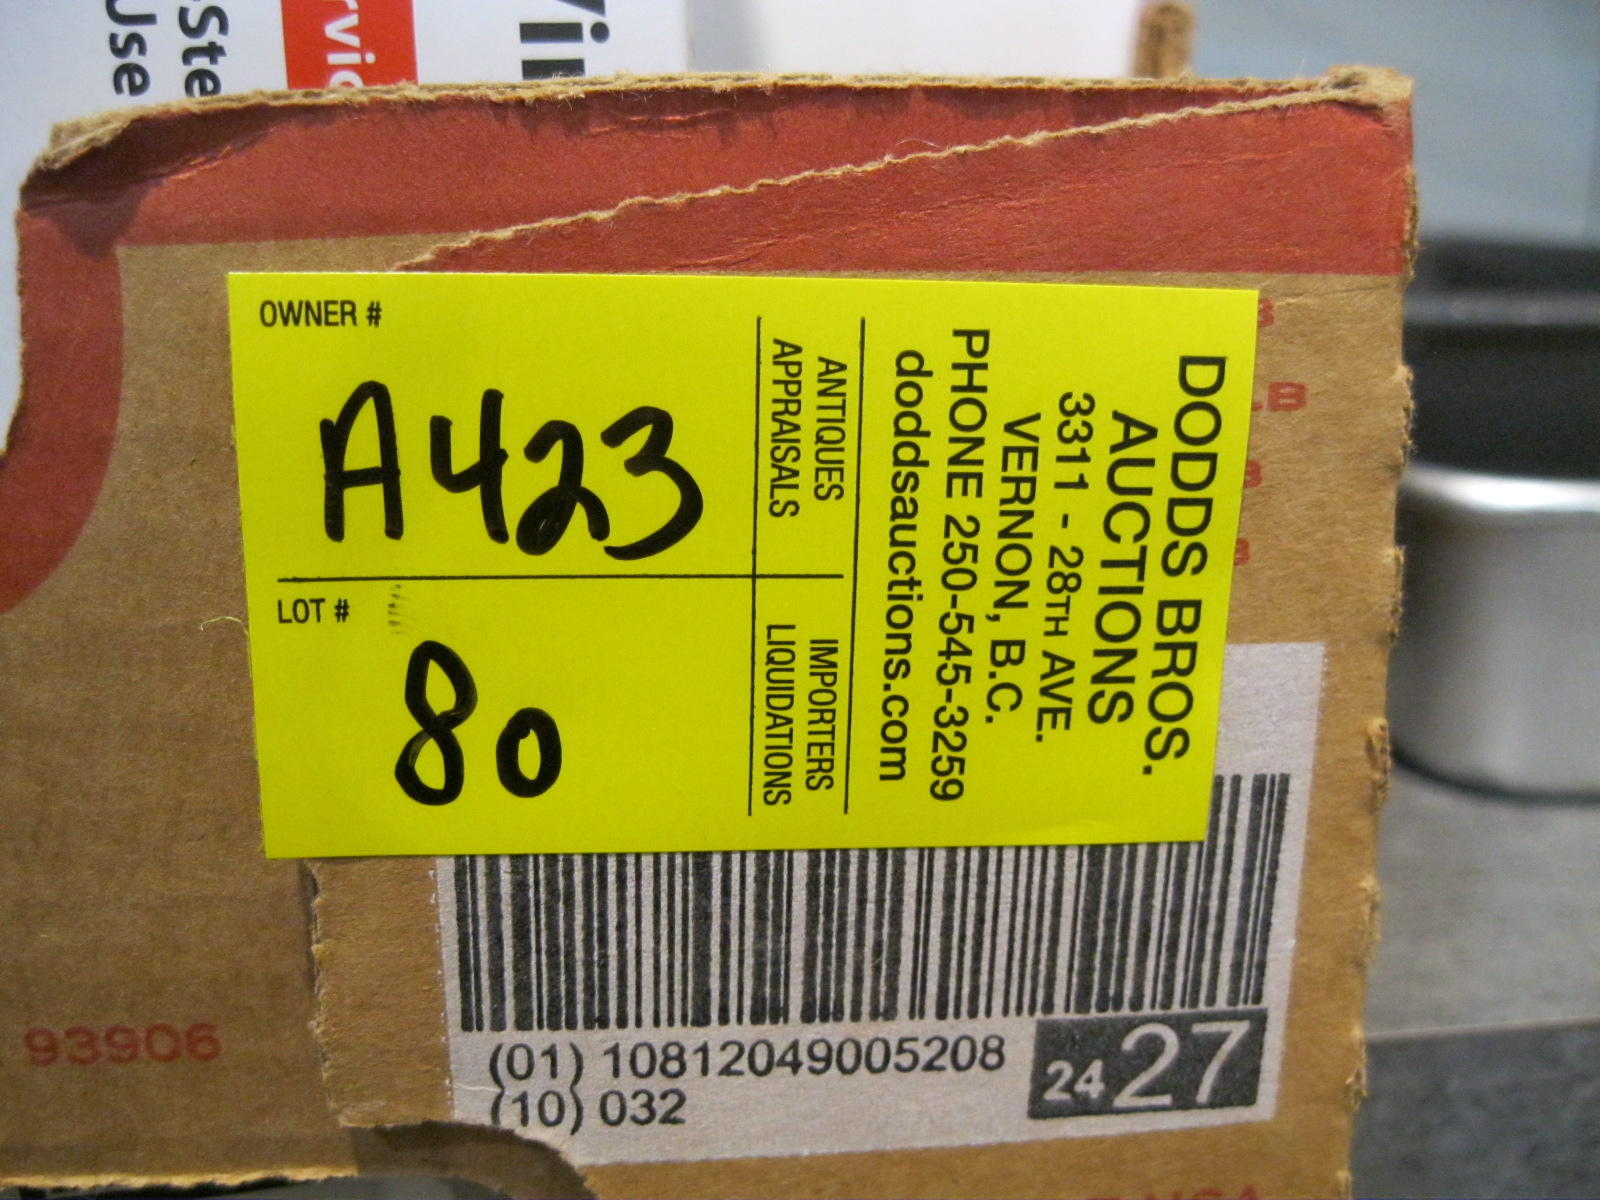 OWNER #
A423
LOT #
80
ANTIQUES
APPRAISALS
IMPORTERS
LIQUIDATIONS
DODDS BROS.
AUCTIONS
3311 - 28TH AVE.
VERNON, B.C.
PHONE 250-545-3259
doddsauctions.com
(01) 10812049005208
(10) 032
24 27
93906
Use